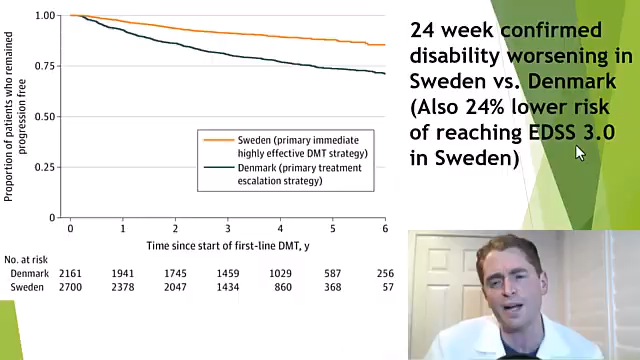 24 week confirmed
disability worsening in
Sweden vs. Denmark
(Also 24% lower risk
of reaching EDSS 3.0
in Sweden)
Proportion of patients who remained
progression free
1.00
0.75
0.50
0.25
0
Sweden (primary immediate
highly effective DMT strategy)
Denmark (primary treatment
escalation strategy)
0 1 2 3 4 5 6
Time since start of first-line DMT, y
No. at risk
Denmark 2161 1941 1745 1459 1029 587 256
Sweden 2700 2378 2047 1434 860 368 57